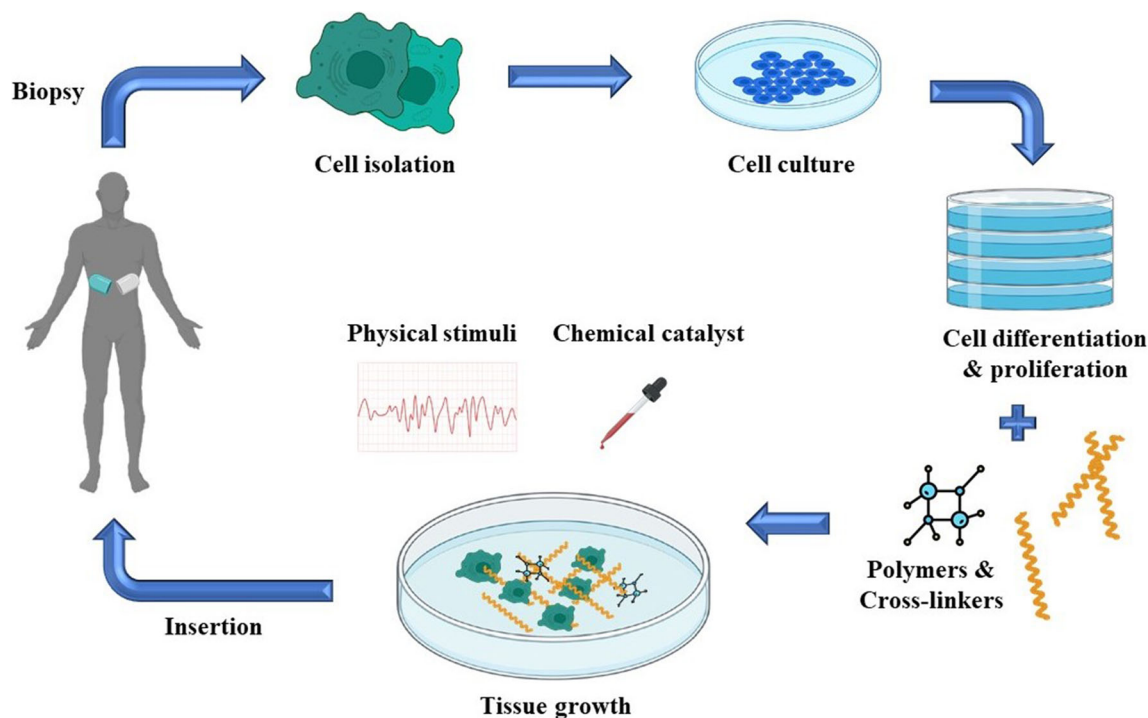 Biopsy
Cell isolation
Cell culture
Cell differentiation
& proliferation
Physical stimuli
Chemical catalyst
Polymers &
Cross-linkers
Insertion
Tissue growth